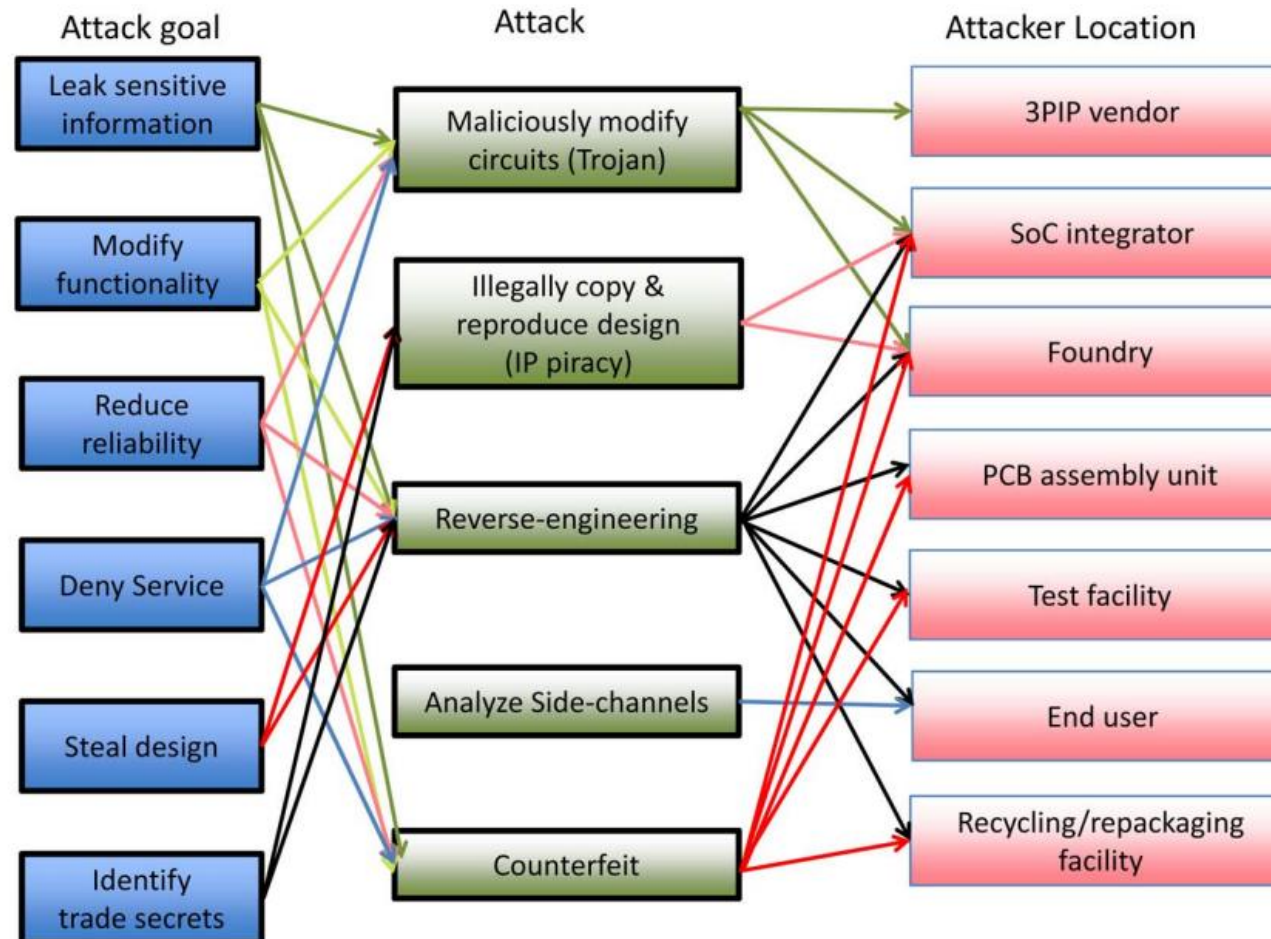 Attack goal
Attack
Attacker Location
Leak sensitive
information
Modify
functionality
Reduce
reliability
Deny Service
Steal design
Identify
trade secrets
Maliciously modify
circuits (Trojan)
Illegally copy &
reproduce design
(IP piracy)
Reverse-engineering
Analyze Side-channels
Counterfeit
3PIP vendor
SoC integrator
Foundry
PCB assembly unit
Test facility
End user
Recycling/repackaging
facility